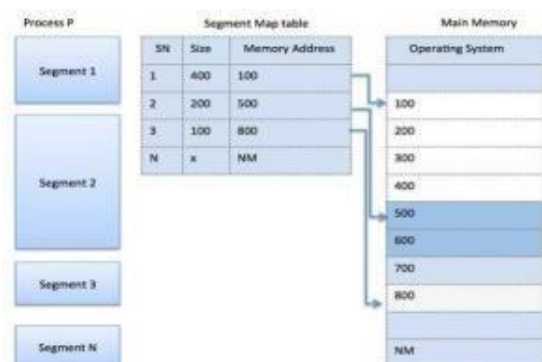 Process P
Segment 1
Segment 2
Segment 3
Segment N
Segment Map table
SN Size Memory Address
1 400 100
2 200 500
3 100 800
N x NM
Main Memory
Operating System
100
200
300
400
500
600
700
800
NM